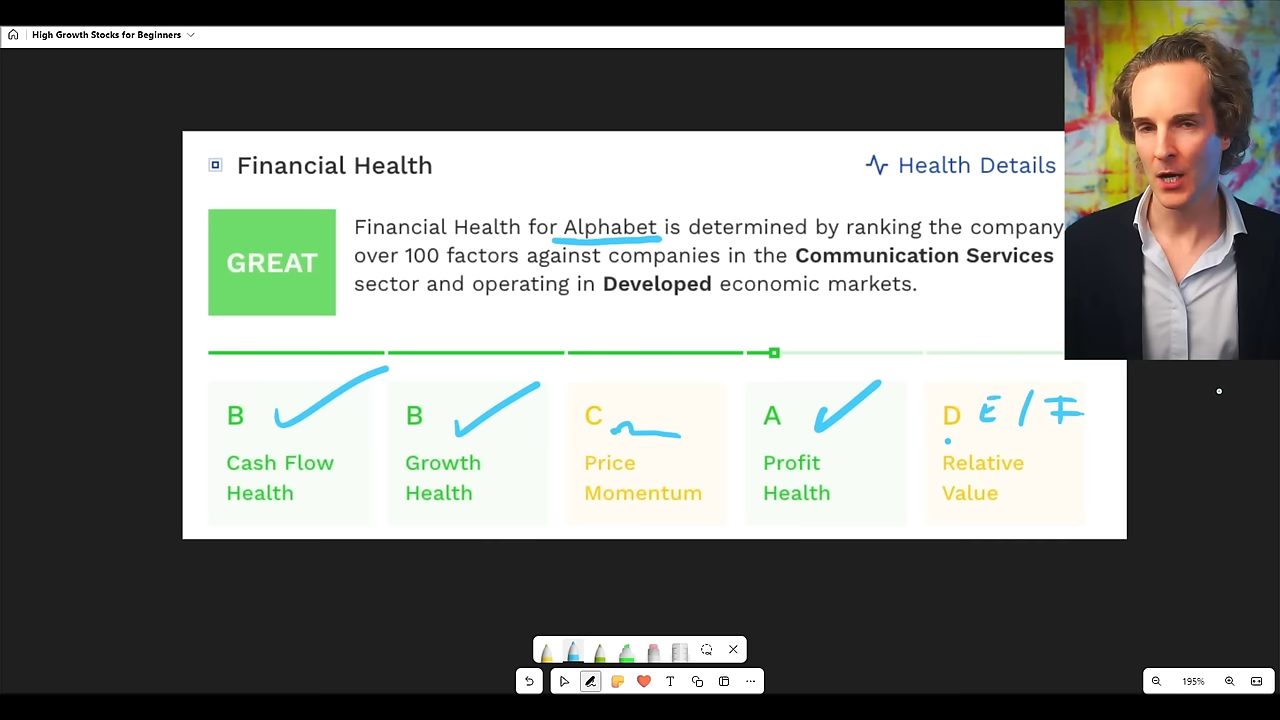 High Growth Stocks for Beginners
Financial Health
Health Details
GREAT
Financial Health for Alphabet is determined by ranking the company
over 100 factors against companies in the Communication Services
sector and operating in Developed economic markets.
B
Cash Flow
Health
B
Growth
Health
C
Price
Momentum
A
Profit
Health
D E / F
Relative
Value
T
195%